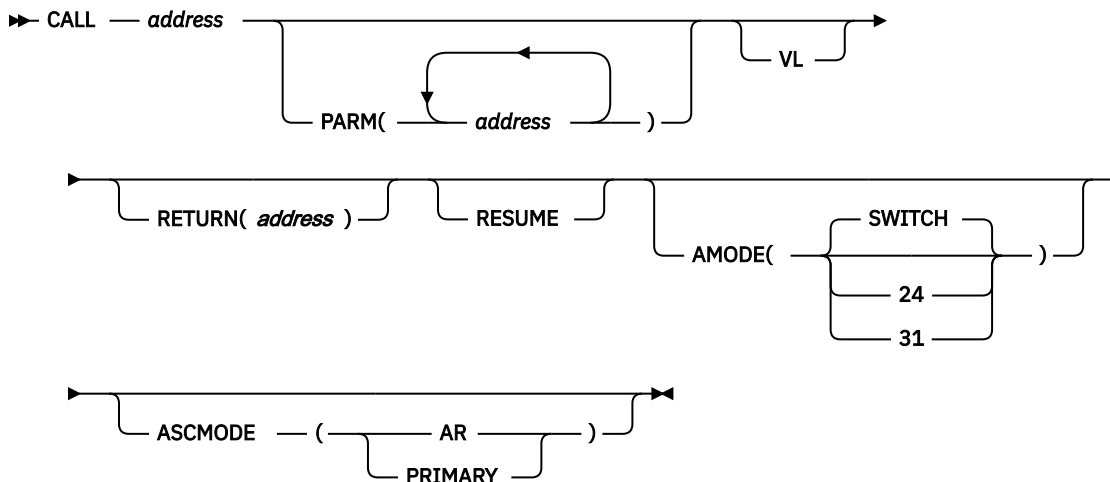 CALL address
VL
PARM( address )
RETURN( address ) RESUME SWITCH
AMODE( )
24
31
ASCMODE ( AR )
PRIMARY